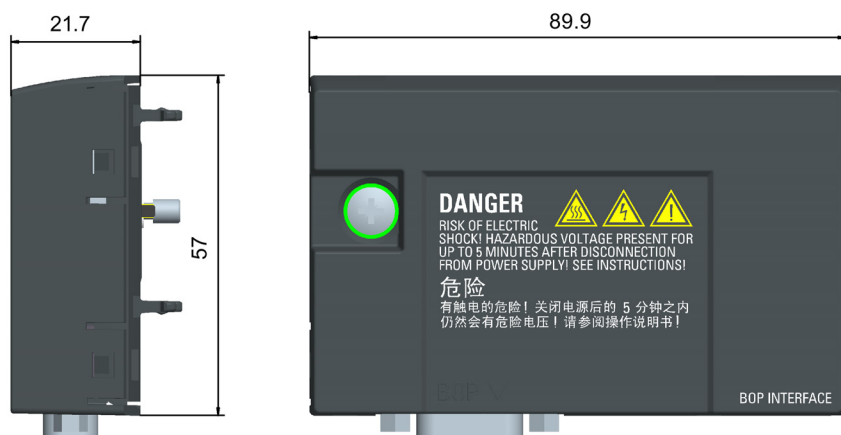 21.7
89.9
57
DANGER
RISK OF ELECTRIC
SHOCK! HAZARDOUS VOLTAGE PRESENT FOR
UP TO 5 MINUTES AFTER DISCONNECTION
FROM POWER SUPPLY! SEE INSTRUCTIONS!
危险
有触电的危险！关闭电源后的 5 分钟之内
仍然会有危险电压！请参阅操作说明书！
BOP INTERFACE